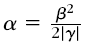 α = β²/2|γ|